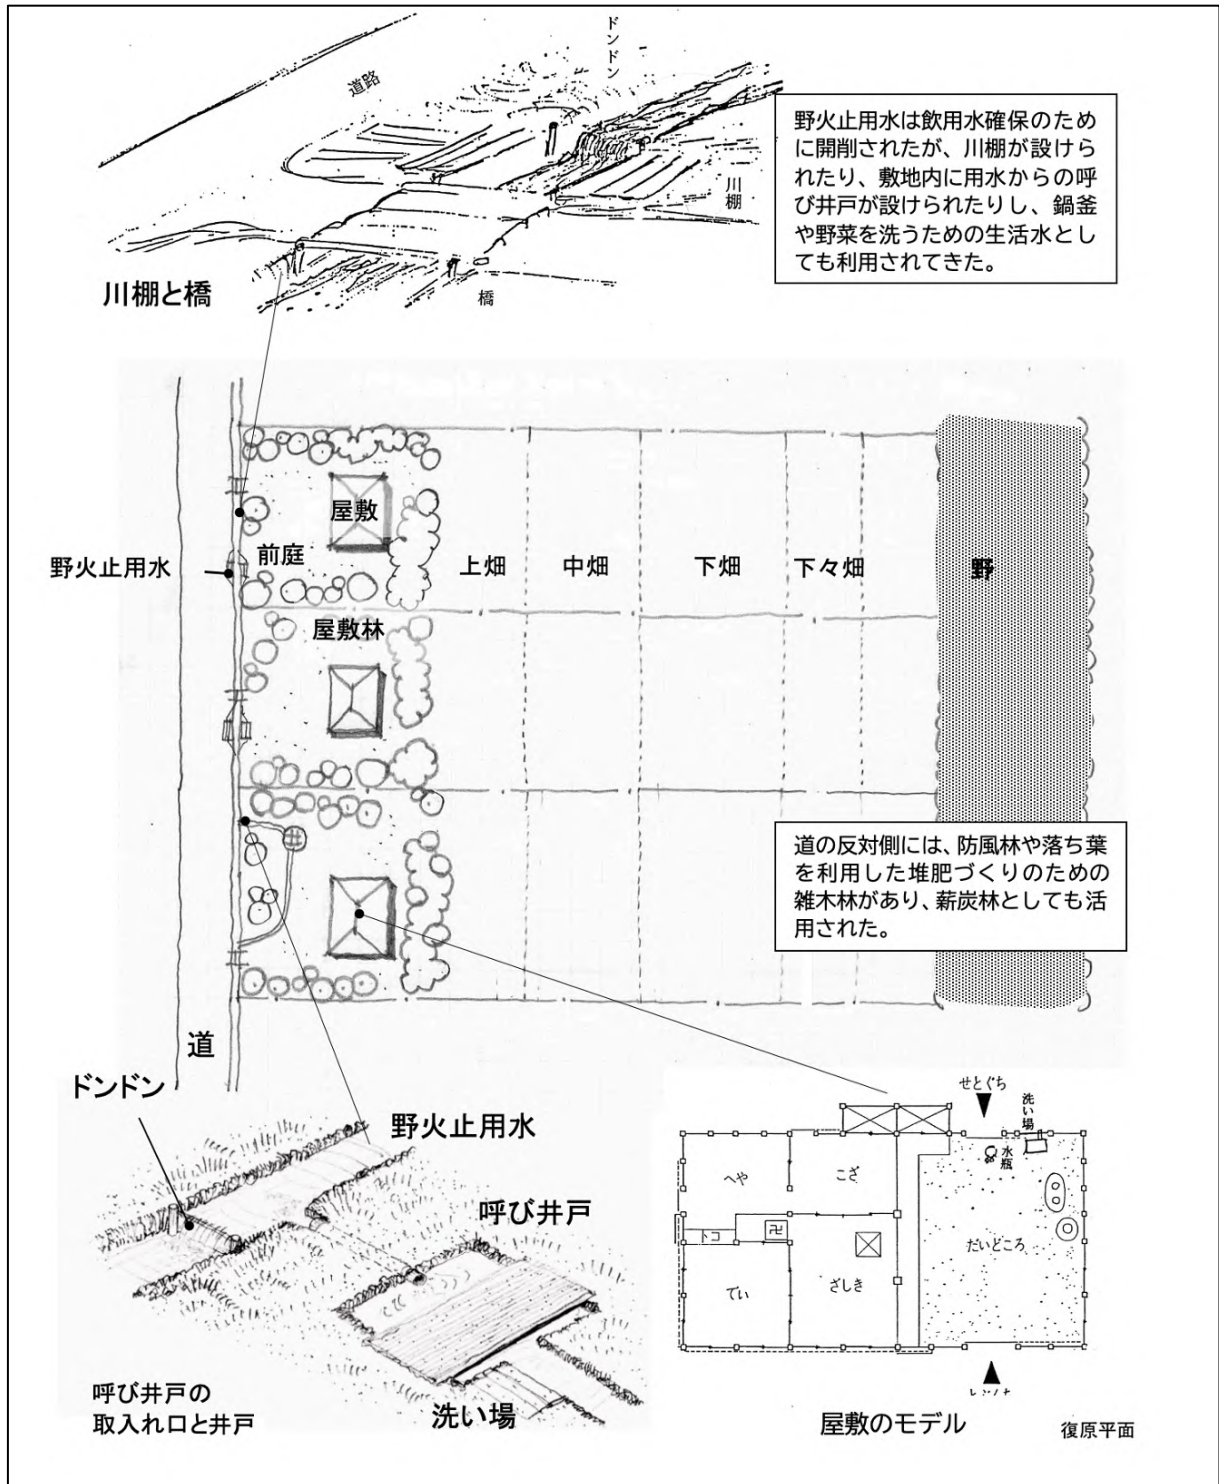 ドンドン
道路
川棚
橋
川棚と橋
野火止用水は飲用水確保のため
に開削されたが、川棚が設けら
れたり、敷地内に用水からの呼
び井戸が設けられたりし、鍋釜
や野菜を洗うための生活水とし
ても利用されてきた。
屋敷
前庭
野火止用水
屋敷林
上畑
中畑
下畑
下々畑
野
道の反対側には、防風林や落ち葉
を利用した堆肥づくりのための
雑木林があり、薪炭林としても活
用された。
道
ドンドン
野火止用水
呼び井戸
洗い場
呼び井戸の
取入れ口と井戸
せとぐち
洗い場
水瓶
へや
こざ
トコ
卍
だいどころ
でい
ざしき
屋敷のモデル
復原平面